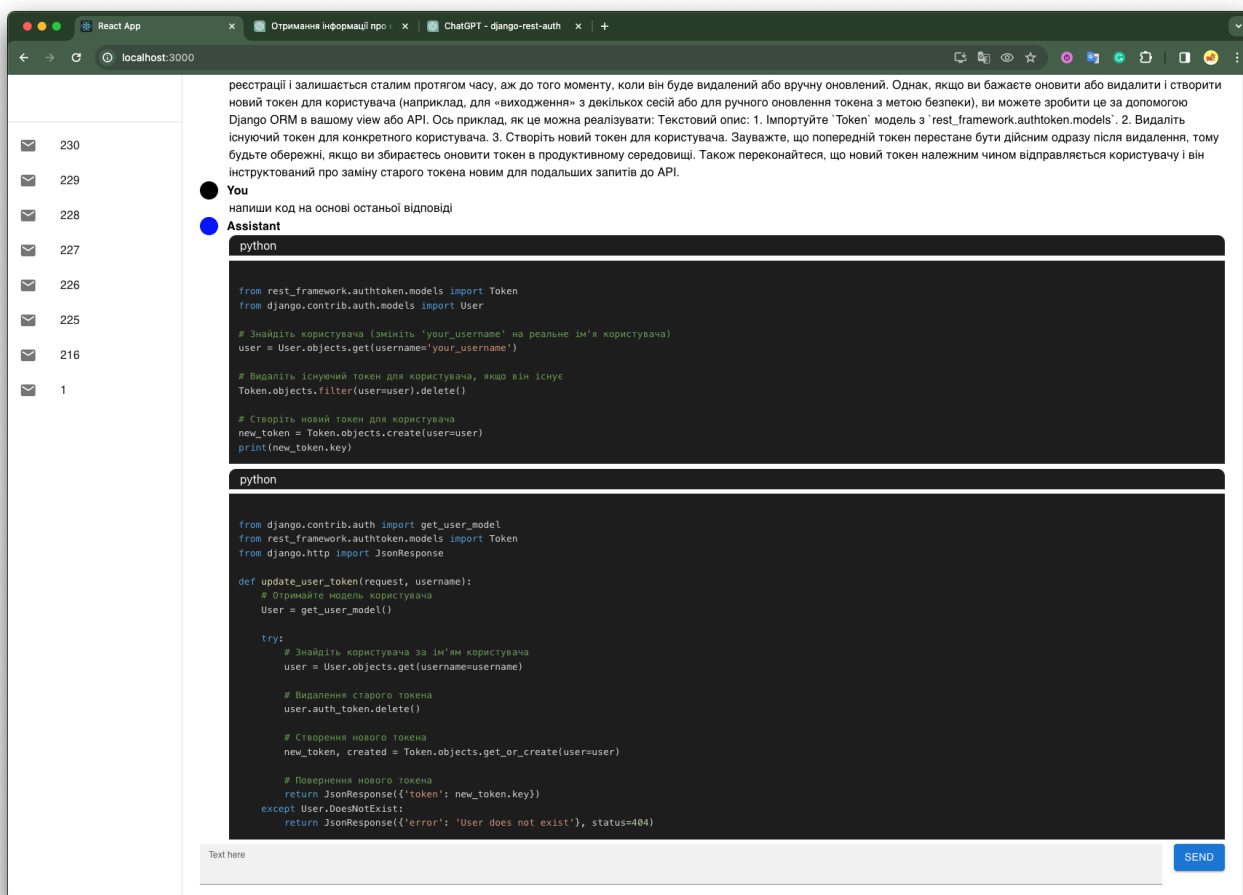 React App
Отримання інформації про
ChatGPT - django-rest-auth
localhost:3000
реєстрації і залишається сталим протягом часу, аж до того моменту, коли він буде видалений або вручну оновлений. Однак, якщо ви бажаєте оновити або видалити і створити
новий токен для користувача (наприклад, для «виходження» з декількох сесій або для ручного оновлення токена з метою безпеки), ви можете зробити це за допомогою
Django ORM в вашому view або API. Ось приклад, як це можна реалізувати: Текстовий опис: 1. Імпортуйте `Token` модель з `rest_framework.authtoken.models`. 2. Видаліть
існуючий токен для конкретного користувача. 3. Створіть новий токен для користувача. Зауважте, що попередній токен перестане бути дійсним одразу після видалення, тому
будьте обережні, якщо ви збираєтесь оновити токен в продуктивному середовищі. Також переконайтеся, що новий токен належним чином відправляється користувачу і він
інструктований про заміну старого токена новим для подальших запитів до API.
230
229
228
227
226
225
216
1
You
напиши код на основі останьої відповіді
Assistant
python
from rest_framework.authtoken.models import Token
from django.contrib.auth.models import User
# Знайдіть користувача (змініть 'your_username' на реальне ім'я користувача)
user = User.objects.get(username='your_username')
# Видаліть існуючий токен для користувача, якщо він існує
Token.objects.filter(user=user).delete()
# Створіть новий токен для користувача
new_token = Token.objects.create(user=user)
print(new_token.key)
python
from django.contrib.auth import get_user_model
from rest_framework.authtoken.models import Token
from django.http import JsonResponse
def update_user_token(request, username):
# Отримайте модель користувача
User = get_user_model()
try:
# Знайдіть користувача за ім'ям користувача
user = User.objects.get(username=username)
# Видалення старого токена
user.auth_token.delete()
# Створення нового токена
new_token, created = Token.objects.get_or_create(user=user)
# Повернення нового токена
return JsonResponse({'token': new_token.key})
except User.DoesNotExist:
return JsonResponse({'error': 'User does not exist'}, status=404)
Text here
SEND